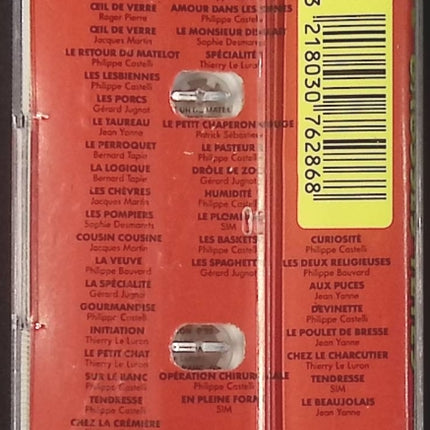 ŒIL DE VERRE
Roger Pierre
ŒIL DE VERRE
Jacques Martin
LE RETOUR DU MATELOT
Philippe Castelli
LES LESBIENNES
Philippe Castelli
LES PORCS
Gérard Jugnot
LE TAUREAU
Jean Yanne
LE PERROQUET
Bernard Tapie
LA LOGIQUE
Bernard Tapie
LES CHÈVRES
Jacques Martin
LES POMPIERS
Sophie Desmarets
COUSIN COUSINE
Jacques Martin
LA VEUVE
Philippe Bouvard
LA SPÉCIALITÉ
Gérard Jugnot
GOURMANDISE
Philippe Castelli
INITIATION
Thierry Le Luron
LE PETIT CHAT
Thierry Le Luron
SUR LE BANC
Philippe Castelli
TENDRESSE
Philippe Castelli
CHEZ LA CRÉMIÈRE
AMOUR DANS LES
Philippe Castelli
LE MONSIEUR
Sophie Desmarets
SPÉCIALITÉ
Thierry Le Luron
LE PETIT CHAPERON ROUGE
Patrick Sébastien
LE PASTEUR
Philippe Castelli
DRÔLE DE ZOO
Gérard Jugnot
HUMIDITÉ
Philippe Castelli
LE PLOMBIER
SIM
LES BASKETS
Philippe Castelli
LES SPAGHETTI
Gérard Jugnot
OPÉRATION CHIRURGICALE
Philippe Castelli
EN PLEINE FORME
SIM
3 218030 762868
CURIOSITÉ
Philippe Castelli
LES DEUX RELIGIEUSES
Philippe Bouvard
AUX PUCES
Jean Yanne
DEVINETTE
Philippe Castelli
LE POULET DE BRESSE
Jean Yanne
CHEZ LE CHARCUTIER
Thierry Le Luron
TENDRESSE
SIM
LE BEAUJOLAIS
Jean Yanne